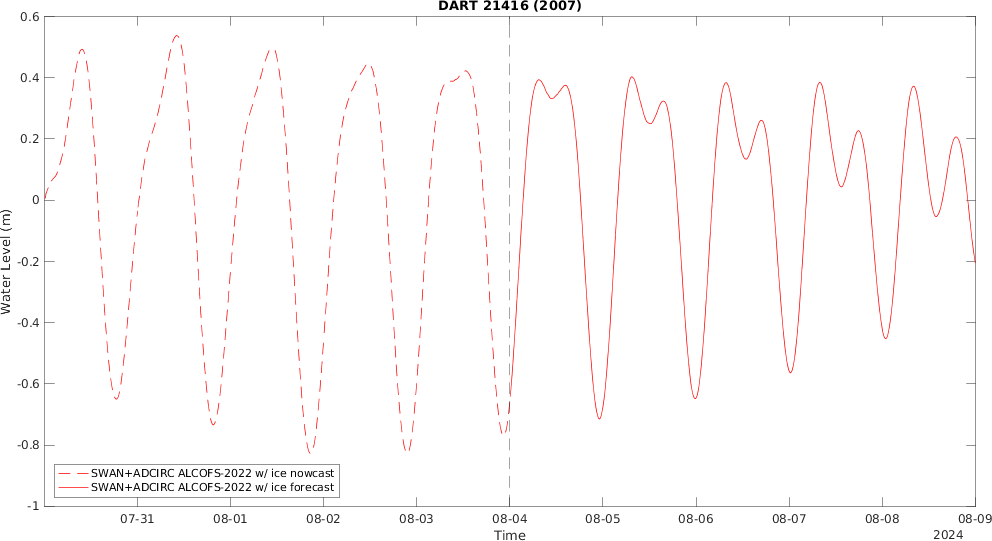 DART 21416 (2007)
0.6
0.4
0.2
0
-0.2
-0.4
-0.6
-0.8
-1
Water Level (m)
SWAN+ADCIRC ALCOFS-2022 w/ ice nowcast
SWAN+ADCIRC ALCOFS-2022 w/ ice forecast
07-31 08-01 08-02 08-03 08-04 08-05 08-06 08-07 08-08 08-09
Time
2024